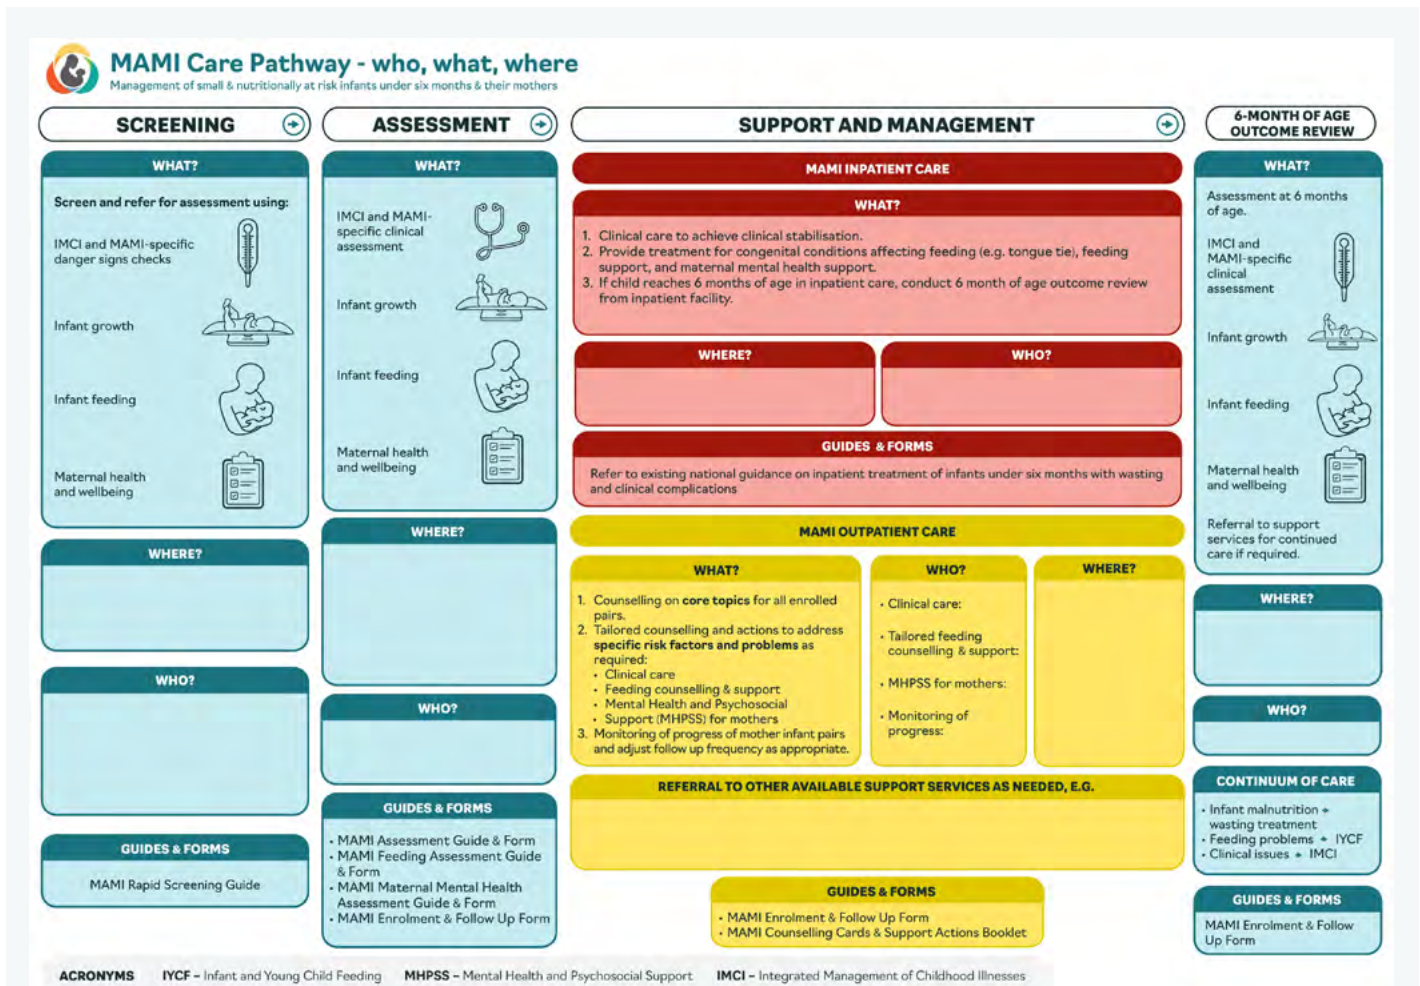 MAMI Care Pathway - who, what, where
Management of small & nutritionally at risk infants under six months & their mothers
SCREENING
WHAT?
Screen and refer for assessment using:
IMCI and MAMI-specific
danger signs checks
Infant growth
Infant feeding
Maternal health
and wellbeing
WHERE?
WHO?
GUIDES & FORMS
MAMI Rapid Screening Guide
ASSESSMENT
WHAT?
IMCI and MAMI-
specific clinical
assessment
Infant growth
Infant feeding
Maternal health
and wellbeing
WHERE?
WHO?
GUIDES & FORMS
• MAMI Assessment Guide & Form
• MAMI Feeding Assessment Guide
& Form
• MAMI Maternal Mental Health
Assessment Guide & Form
• MAMI Enrolment & Follow Up Form
SUPPORT AND MANAGEMENT
MAMI INPATIENT CARE
WHAT?
1. Clinical care to achieve clinical stabilisation.
2. Provide treatment for congenital conditions affecting feeding (e.g. tongue tie), feeding
support, and maternal mental health support.
3. If child reaches 6 months of age in inpatient care, conduct 6 month of age outcome review
from inpatient facility.
WHERE?
WHO?
GUIDES & FORMS
Refer to existing national guidance on inpatient treatment of infants under six months with wasting
and clinical complications
MAMI OUTPATIENT CARE
WHAT?
1. Counselling on core topics for all enrolled
pairs.
2. Tailored counselling and actions to address
specific risk factors and problems as
required:
• Clinical care
• Feeding counselling & support
• Mental Health and Psychosocial
• Support (MHPSS) for mothers
3. Monitoring of progress of mother infant pairs
and adjust follow up frequency as appropriate.
WHO?
• Clinical care:
• Tailored feeding
counselling & support:
• MHPSS for mothers:
• Monitoring of
progress:
WHERE?
REFERRAL TO OTHER AVAILABLE SUPPORT SERVICES AS NEEDED, E.G.
GUIDES & FORMS
• MAMI Enrolment & Follow Up Form
• MAMI Counselling Cards & Support Actions Booklet
6-MONTH OF AGE
OUTCOME REVIEW
WHAT?
Assessment at 6 months
of age.
IMCI and
MAMI-specific
clinical
assessment
Infant growth
Infant feeding
Maternal health
and wellbeing
Referral to support
services for continued
care if required.
WHERE?
WHO?
CONTINUUM OF CARE
• Infant malnutrition →
wasting treatment
• Feeding problems → IYCF
• Clinical issues → IMCI
GUIDES & FORMS
MAMI Enrolment & Follow
Up Form
ACRONYMS IYCF – Infant and Young Child Feeding MHPSS – Mental Health and Psychosocial Support IMCI – Integrated Management of Childhood Illnesses